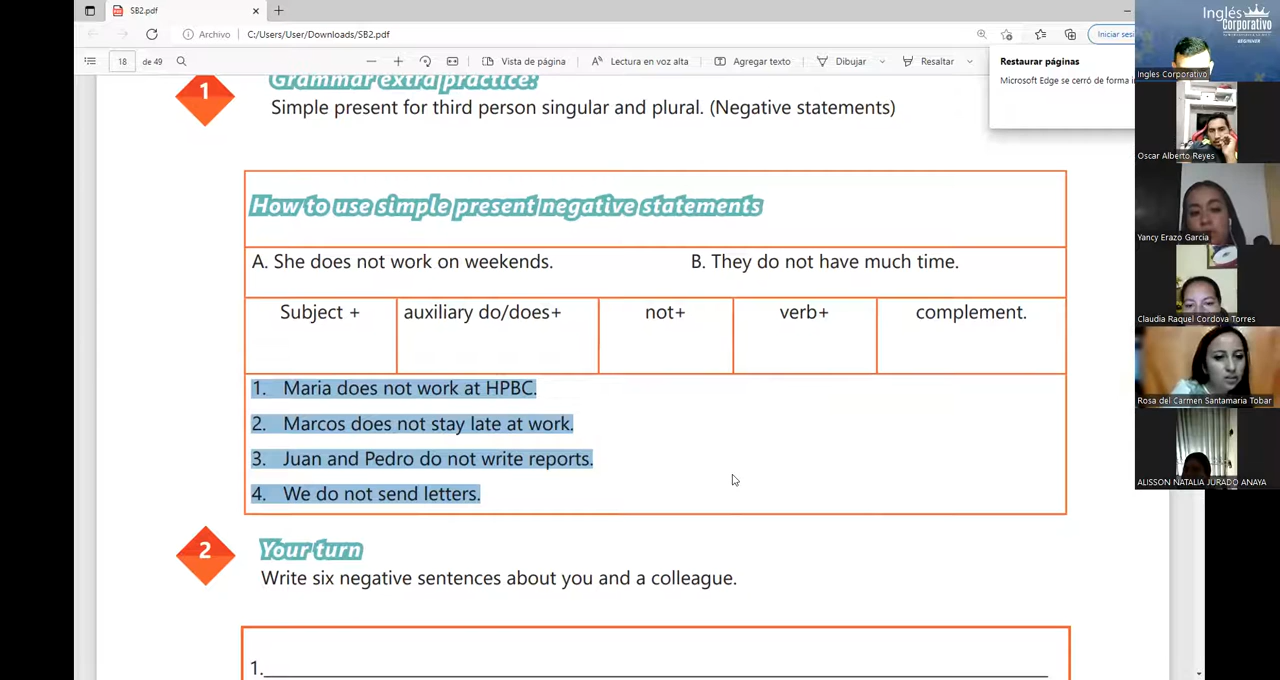 SB2.pdf
Archivo
C:/Users/User/Downloads/SB2.pdf
Iniciar sesi
18
de 49
Vista de página
Lectura en voz alta
Agregar texto
Dibujar
Resaltar
Restaurar páginas
Microsoft Edge se cerró de forma i
1
Grammar extra practice:
Simple present for third person singular and plural. (Negative statements)
How to use simple present negative statements
A. She does not work on weekends.
B. They do not have much time.
Subject +
auxiliary do/does+
not+
verb+
complement.
1. Maria does not work at HPBC.
2. Marcos does not stay late at work.
3. Juan and Pedro do not write reports.
4. We do not send letters.
2
Your turn
Write six negative sentences about you and a colleague.
1.
Inglés
Corporativo
BEGINNER
Ingles Corporativo
Oscar Alberto Reyes
Yancy Erazo Garcia
Claudia Raquel Cordova Torres
Rosa del Carmen Santamaria Tobar
ALISSON NATALIA JURADO ANAYA